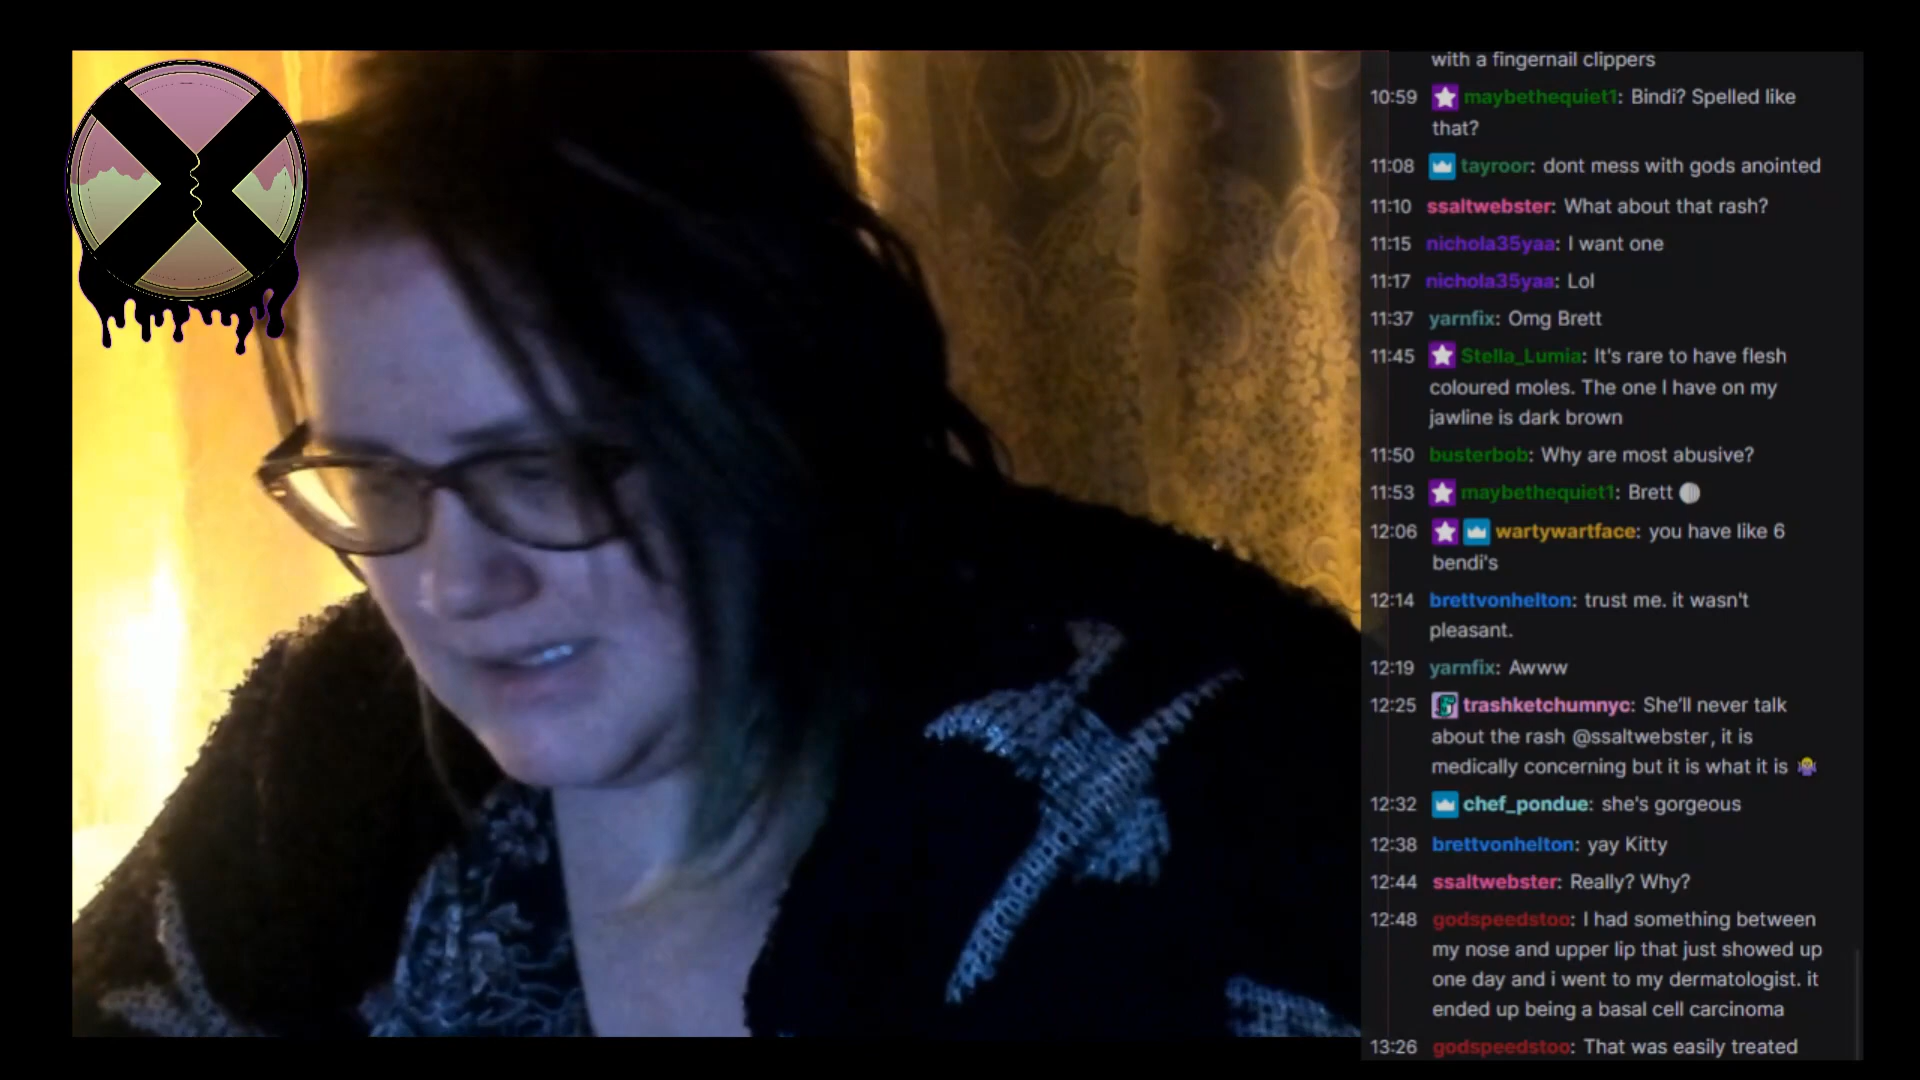 with a fingernail clippers
10:59 maybethequiet1: Bindi? Spelled like
that?
11:08 tayroor: dont mess with gods anointed
11:10 ssaltwebster: What about that rash?
11:15 nichola35yaa: I want one
11:17 nichola35yaa: Lol
11:37 yarnfix: Omg Brett
11:45 Stella_Lumia: It's rare to have flesh
coloured moles. The one I have on my
jawline is dark brown
11:50 busterbob: Why are most abusive?
11:53 maybethequiet1: Brett
12:06 wartywartface: you have like 6
bendi's
12:14 brettvonhelton: trust me. it wasn't
pleasant.
12:19 yarnfix: Awww
12:25 trashketchumnyc: She'll never talk
about the rash @ssaltwebster, it is
medically concerning but it is what it is
12:32 chef_pondue: she's gorgeous
12:38 brettvonhelton: yay Kitty
12:44 ssaltwebster: Really? Why?
12:48 godspeedstoo: I had something between
my nose and upper lip that just showed up
one day and i went to my dermatologist. it
ended up being a basal cell carcinoma
13:26 godspeedstoo: That was easily treated